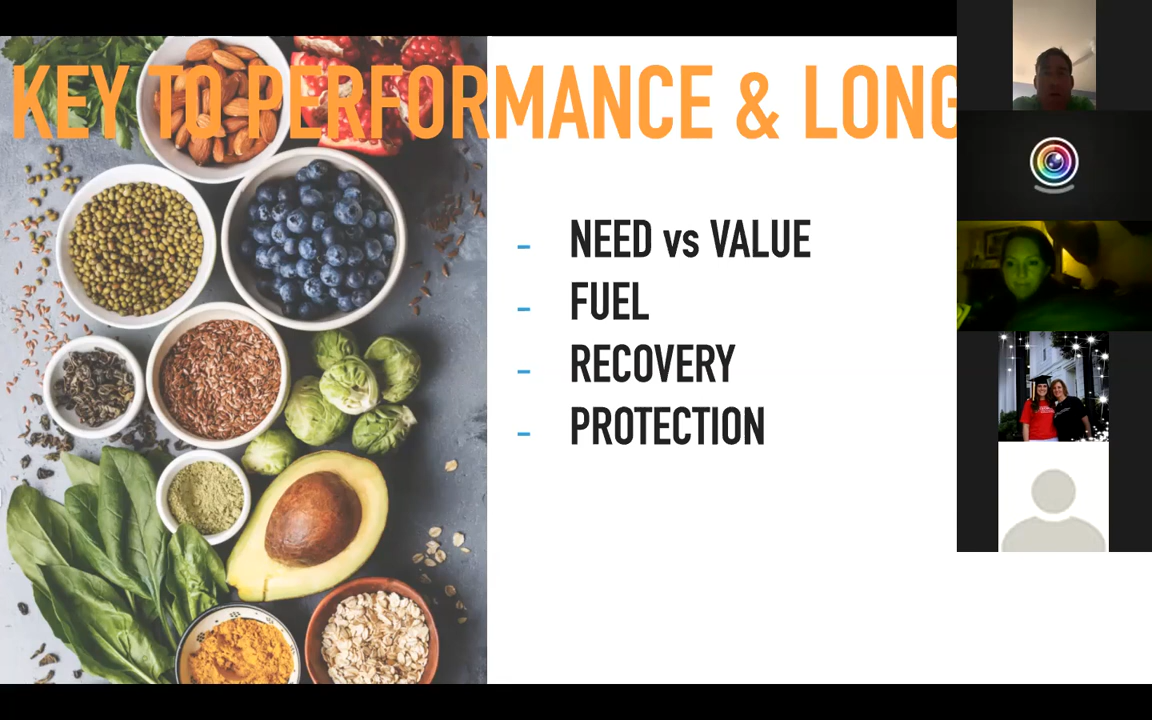 KEY TO PERFORMANCE & LONG
- NEED vs VALUE
- FUEL
- RECOVERY
- PROTECTION